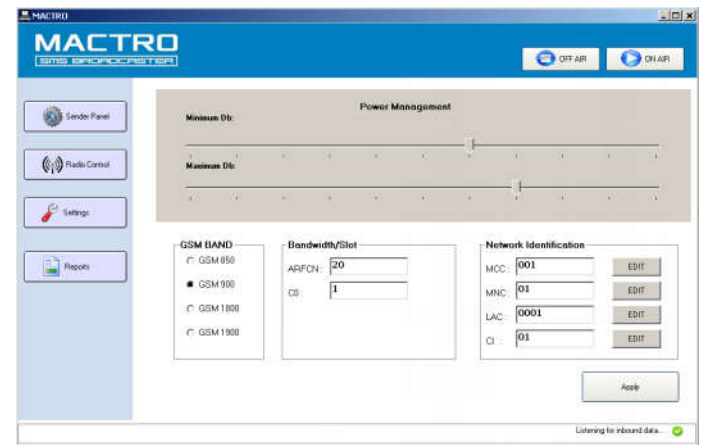 MACTRO
MACTRO
SMS BROADCASTER
OFF AIR
ON AIR
Sender Panel
Radio Control
Settings
Reports
Power Management
Minimum Db:
Maximum Db:
GSM BAND
GSM 850
GSM 900
GSM 1800
GSM 1900
Bandwidth/Slot
ARFCN: 20
C0: 1
Network Identification
MCC: 001 EDIT
MNC: 01 EDIT
LAC: 0001 EDIT
CI : 01 EDIT
Apply
Listening for inbound data...